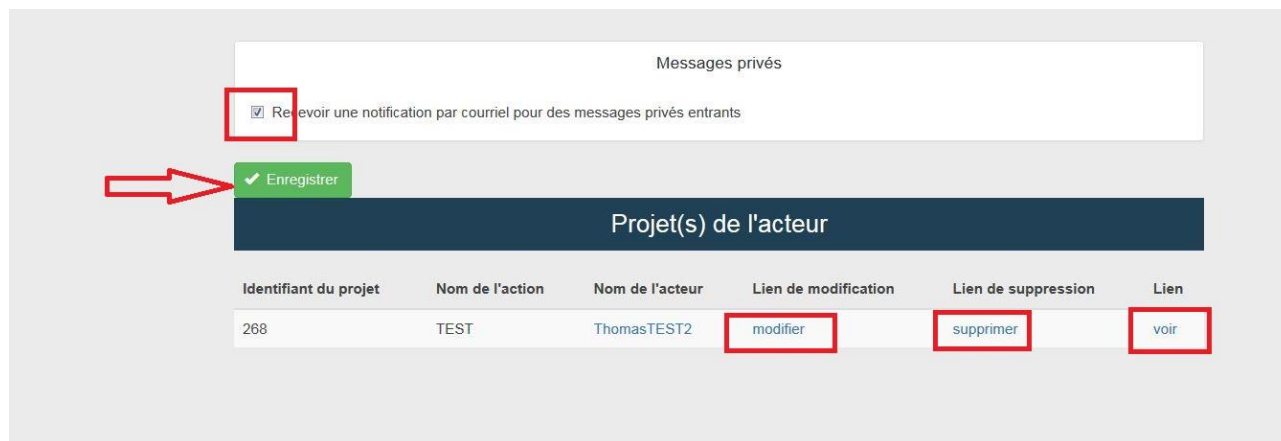 Messages privés
Recevoir une notification par courriel pour des messages privés entrants
Enregistrer
Projet(s) de l'acteur
Identifiant du projet Nom de l'action Nom de l'acteur Lien de modification Lien de suppression Lien
268 TEST ThomasTEST2 modifier supprimer voir